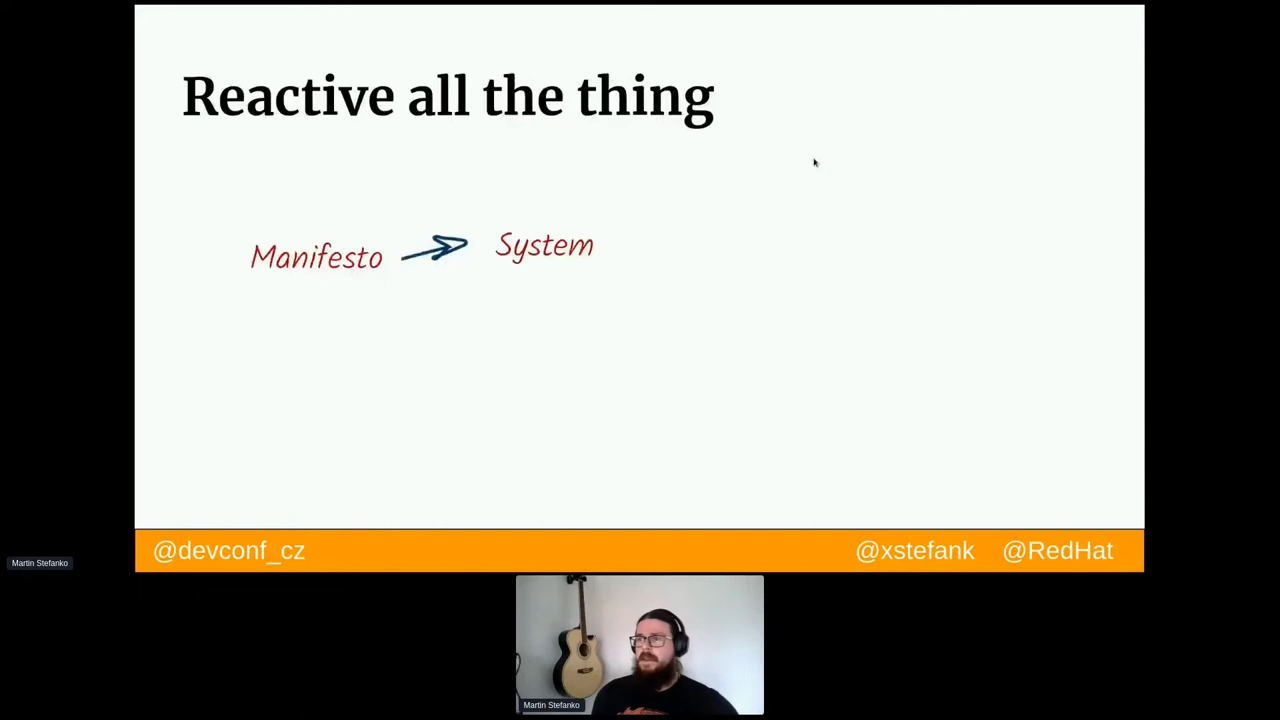 Reactive all the thing
Manifesto
System
@devconf_cz
@xstefank @RedHat
Martin Stefanko
Martin Stefanko